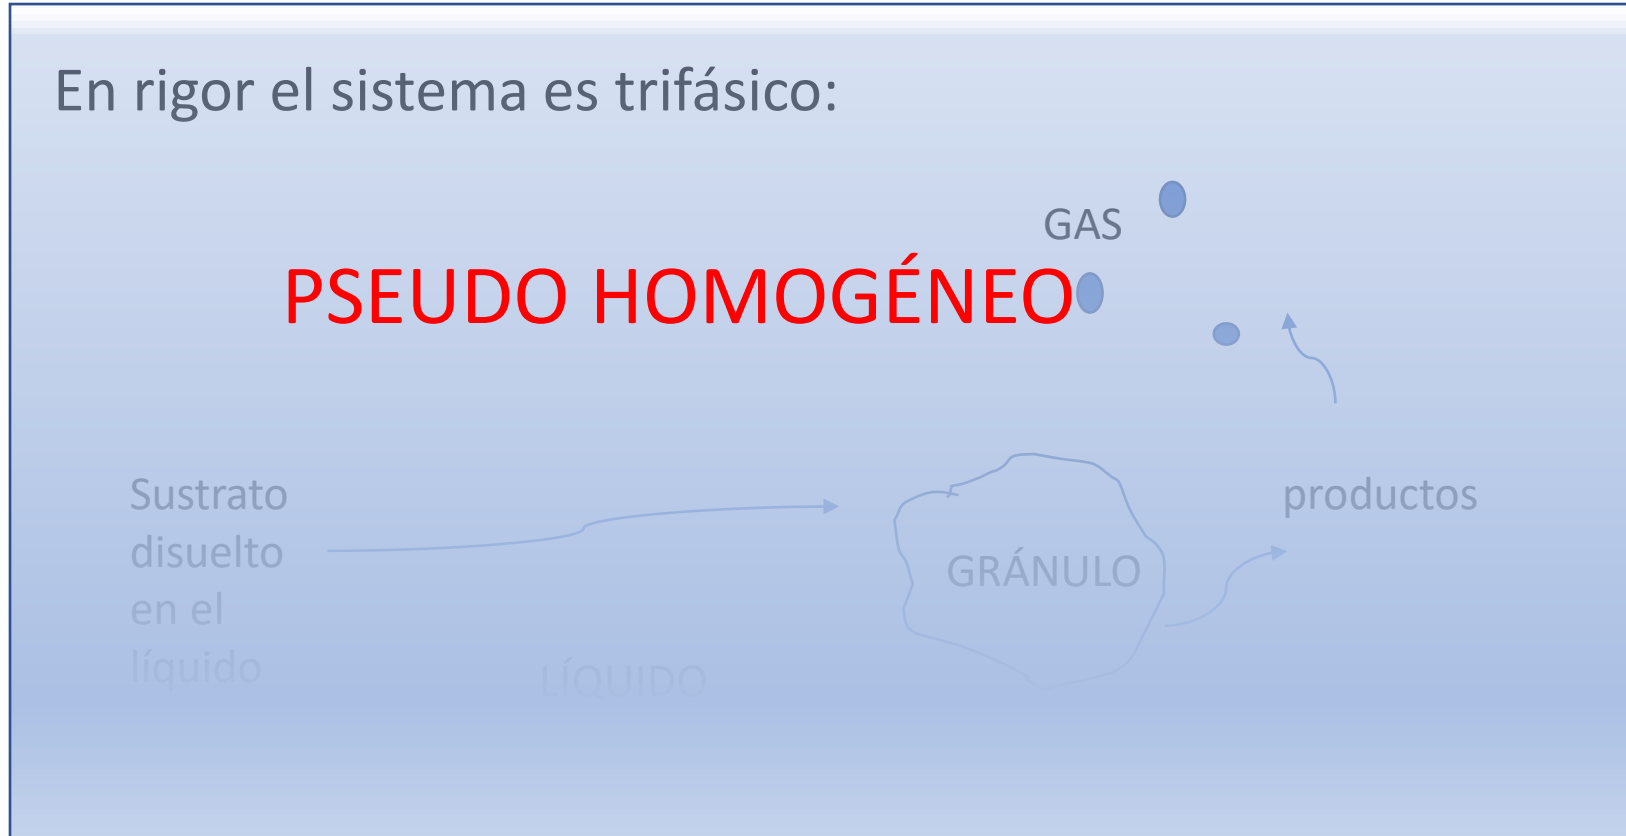 En rigor el sistema es trifásico:
GAS
PSEUDO HOMOGÉNEO
Sustrato
disuelto
en el
líquido
productos
GRÁNULO
LÍQUIDO